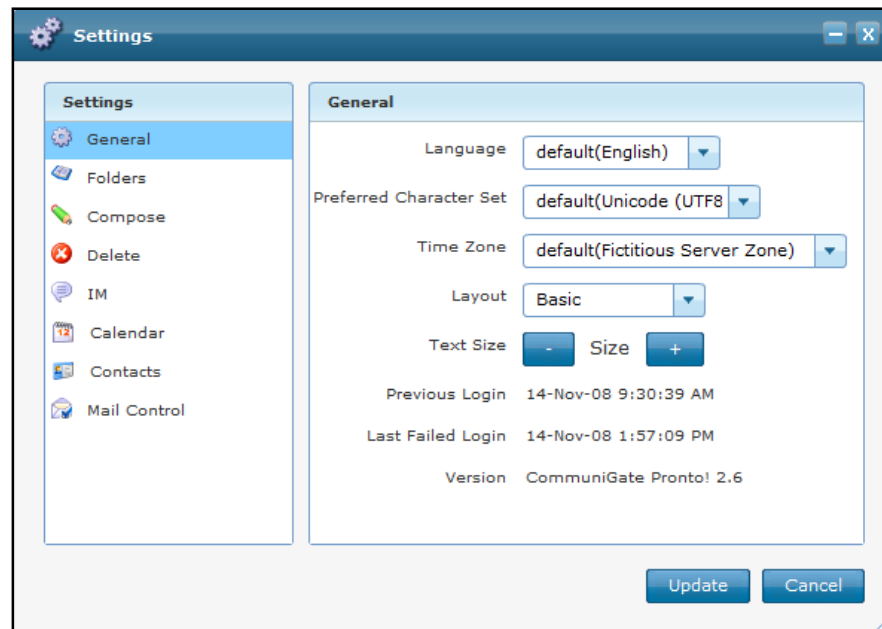 Settings
Settings
General
Folders
Compose
Delete
IM
12
Calendar
Contacts
Mail Control
General
Language default(English)
Preferred Character Set default(Unicode (UTF8
Time Zone default(Fictitious Server Zone)
Layout Basic
Text Size - Size +
Previous Login 14-Nov-08 9:30:39 AM
Last Failed Login 14-Nov-08 1:57:09 PM
Version CommuniGate Pronto! 2.6
Update Cancel